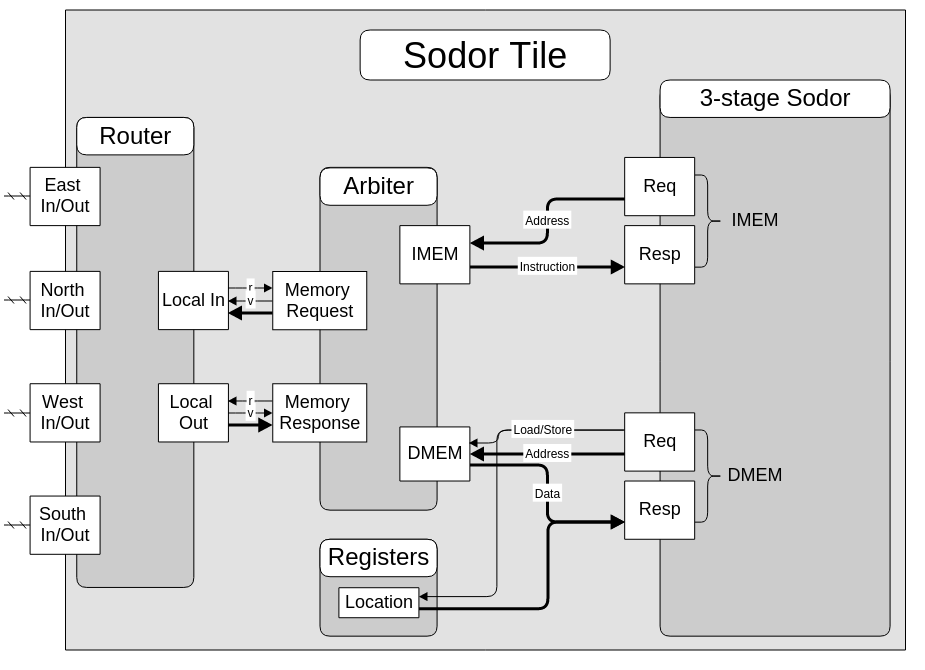 Sodor Tile
3-stage Sodor
Router
East
In/Out
North
In/Out
West
In/Out
South
In/Out
Local In
r
v
Local
Out
r
v
Arbiter
Memory
Request
Memory
Response
IMEM
DMEM
Registers
Location
Address
Instruction
Load/Store
Address
Data
Req
Resp
IMEM
Req
Resp
DMEM